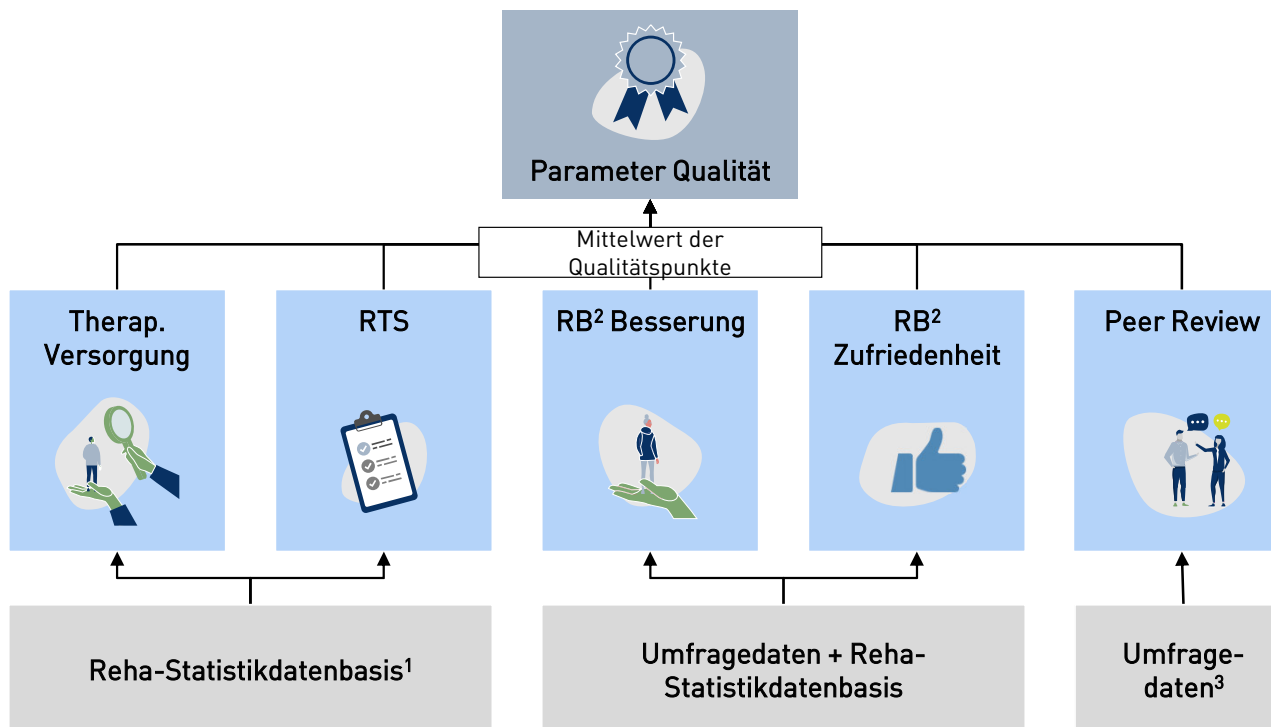 Parameter Qualität
Mittelwert der
Qualitätspunkte
Therap.
Versorgung
RTS
RB² Besserung
RB²
Zufriedenheit
Peer Review
Reha-Statistikdatenbasis¹
Umfragedaten + Reha-
Statistikdatenbasis
Umfrage-
daten³